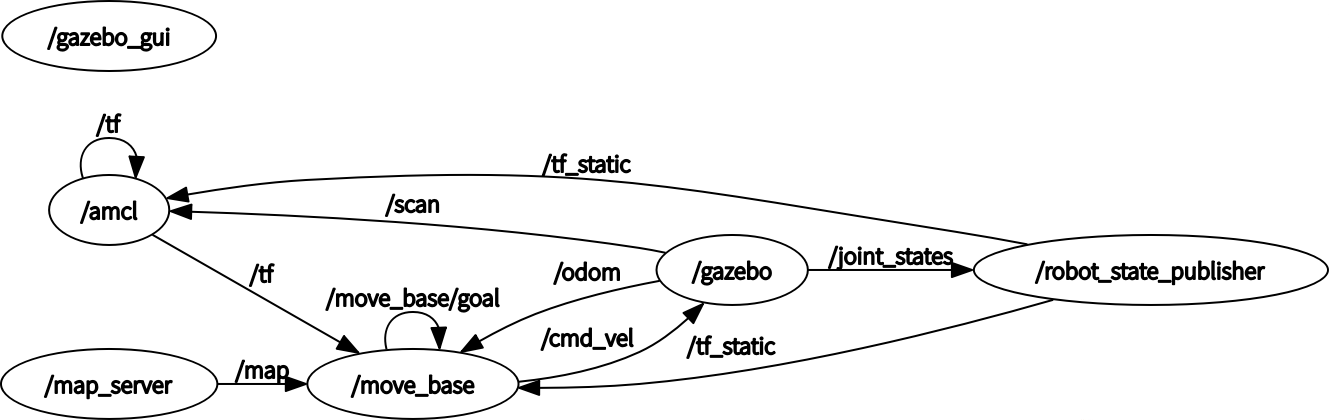 /gazebo_gui
/tf
/tf_static
/scan
/amcl
/joint_states
/gazebo
/robot_state_publisher
/tf
/odom
/move_base/goal
/cmd_vel
/tf_static
/map
/map_server
/move_base